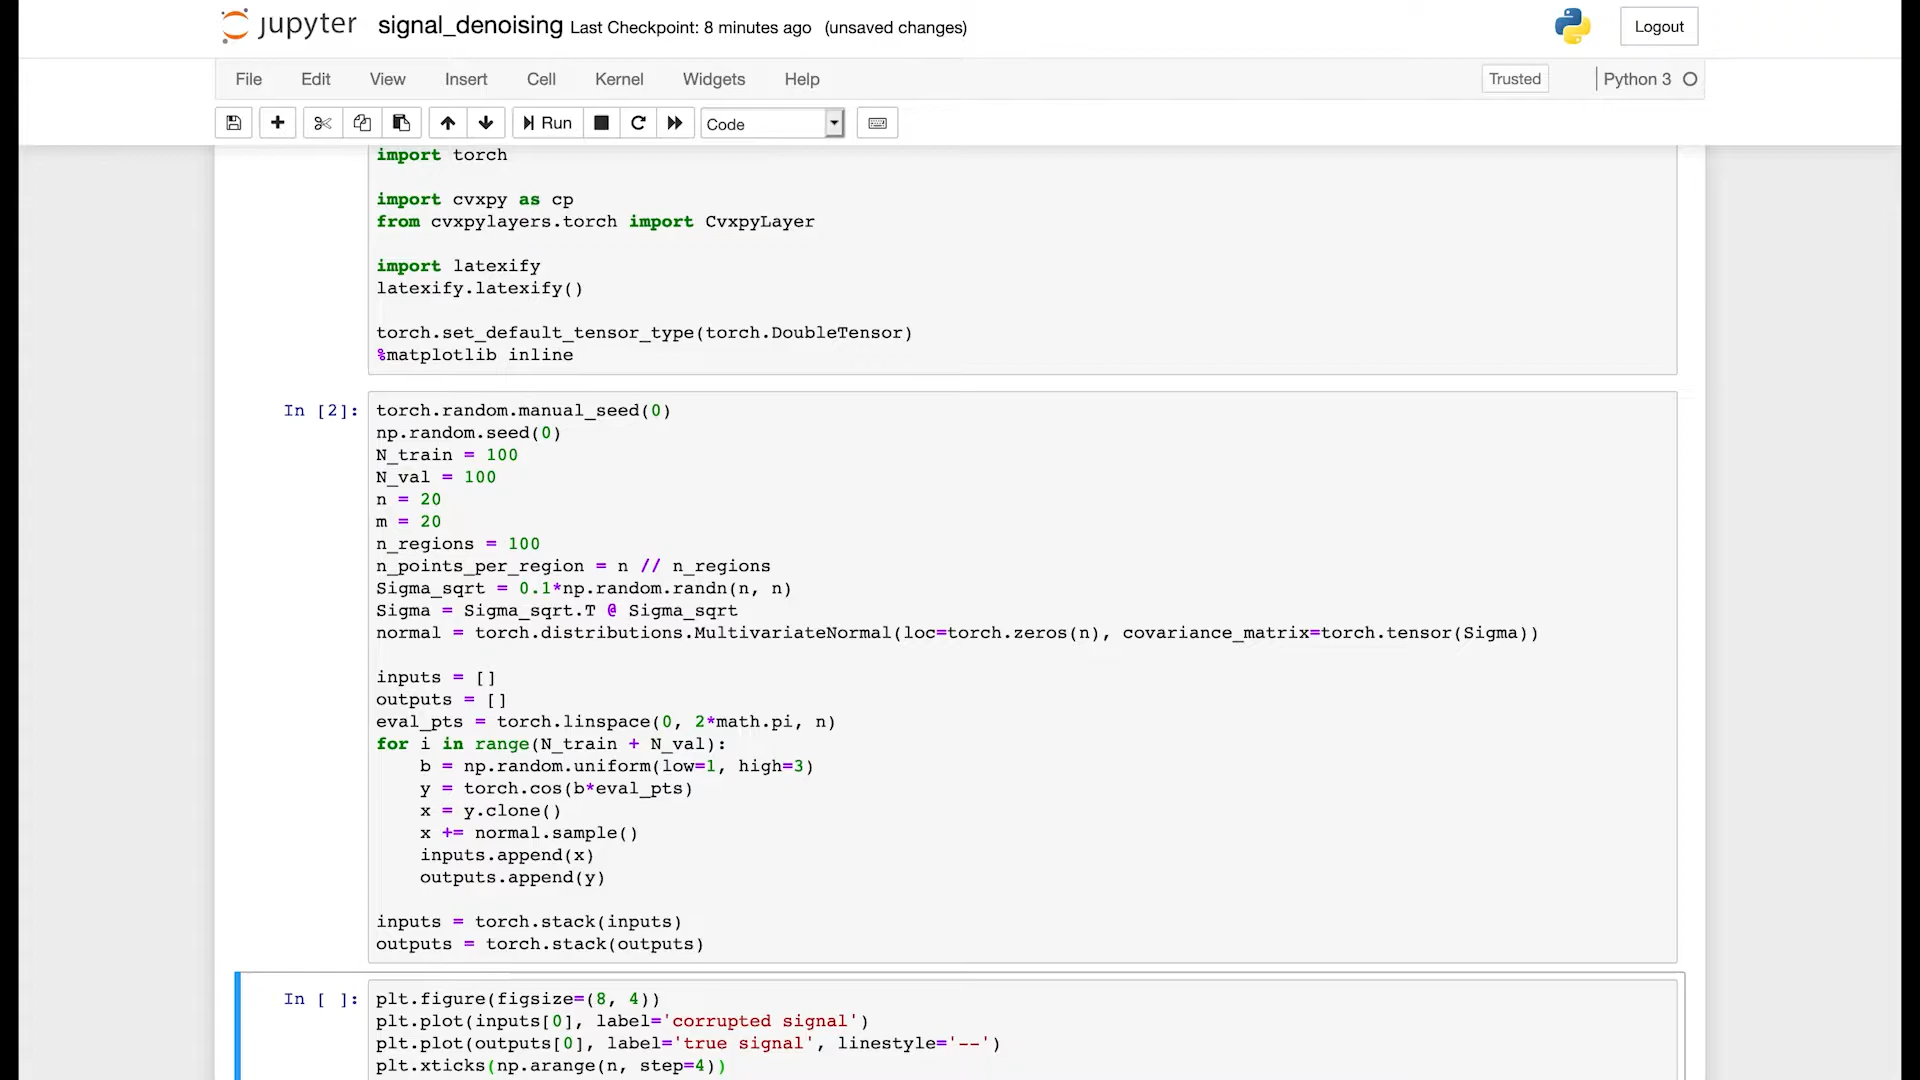 jupyter signal_denoising Last Checkpoint: 8 minutes ago (unsaved changes) Logout
File Edit View Insert Cell Kernel Widgets Help Trusted Python 3
Run Code
import torch
import cvxpy as cp
from cvxpylayers.torch import CvxpyLayer
import latexify
latexify.latexify()
torch.set_default_tensor_type(torch.DoubleTensor)
%matplotlib inline
In [2]: torch.random.manual_seed(0)
np.random.seed(0)
N_train = 100
N_val = 100
n = 20
m = 20
n_regions = 100
n_points_per_region = n // n_regions
Sigma_sqrt = 0.1*np.random.randn(n, n)
Sigma = Sigma_sqrt.T @ Sigma_sqrt
normal = torch.distributions.MultivariateNormal(loc=torch.zeros(n), covariance_matrix=torch.tensor(Sigma))
inputs = []
outputs = []
eval_pts = torch.linspace(0, 2*math.pi, n)
for i in range(N_train + N_val):
    b = np.random.uniform(low=1, high=3)
    y = torch.cos(b*eval_pts)
    x = y.clone()
    x += normal.sample()
    inputs.append(x)
    outputs.append(y)
inputs = torch.stack(inputs)
outputs = torch.stack(outputs)
In [ ]: plt.figure(figsize=(8, 4))
plt.plot(inputs[0], label='corrupted signal')
plt.plot(outputs[0], label='true signal', linestyle='--')
plt.xticks(np.arange(n, step=4))